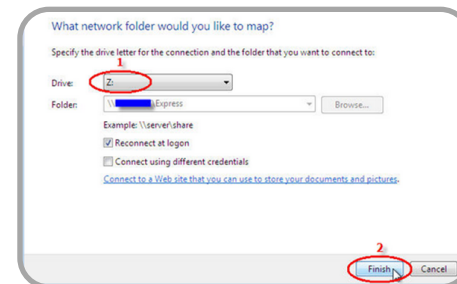 What network folder would you like to map?
Specify the drive letter for the connection and the folder that you want to connect to:
1
Drive: Z:
Folder: \\ Express Browse...
Example: \\server\share
Reconnect at logon
Connect using different credentials
Connect to a Web site that you can use to store your documents and pictures.
2
Finish Cancel